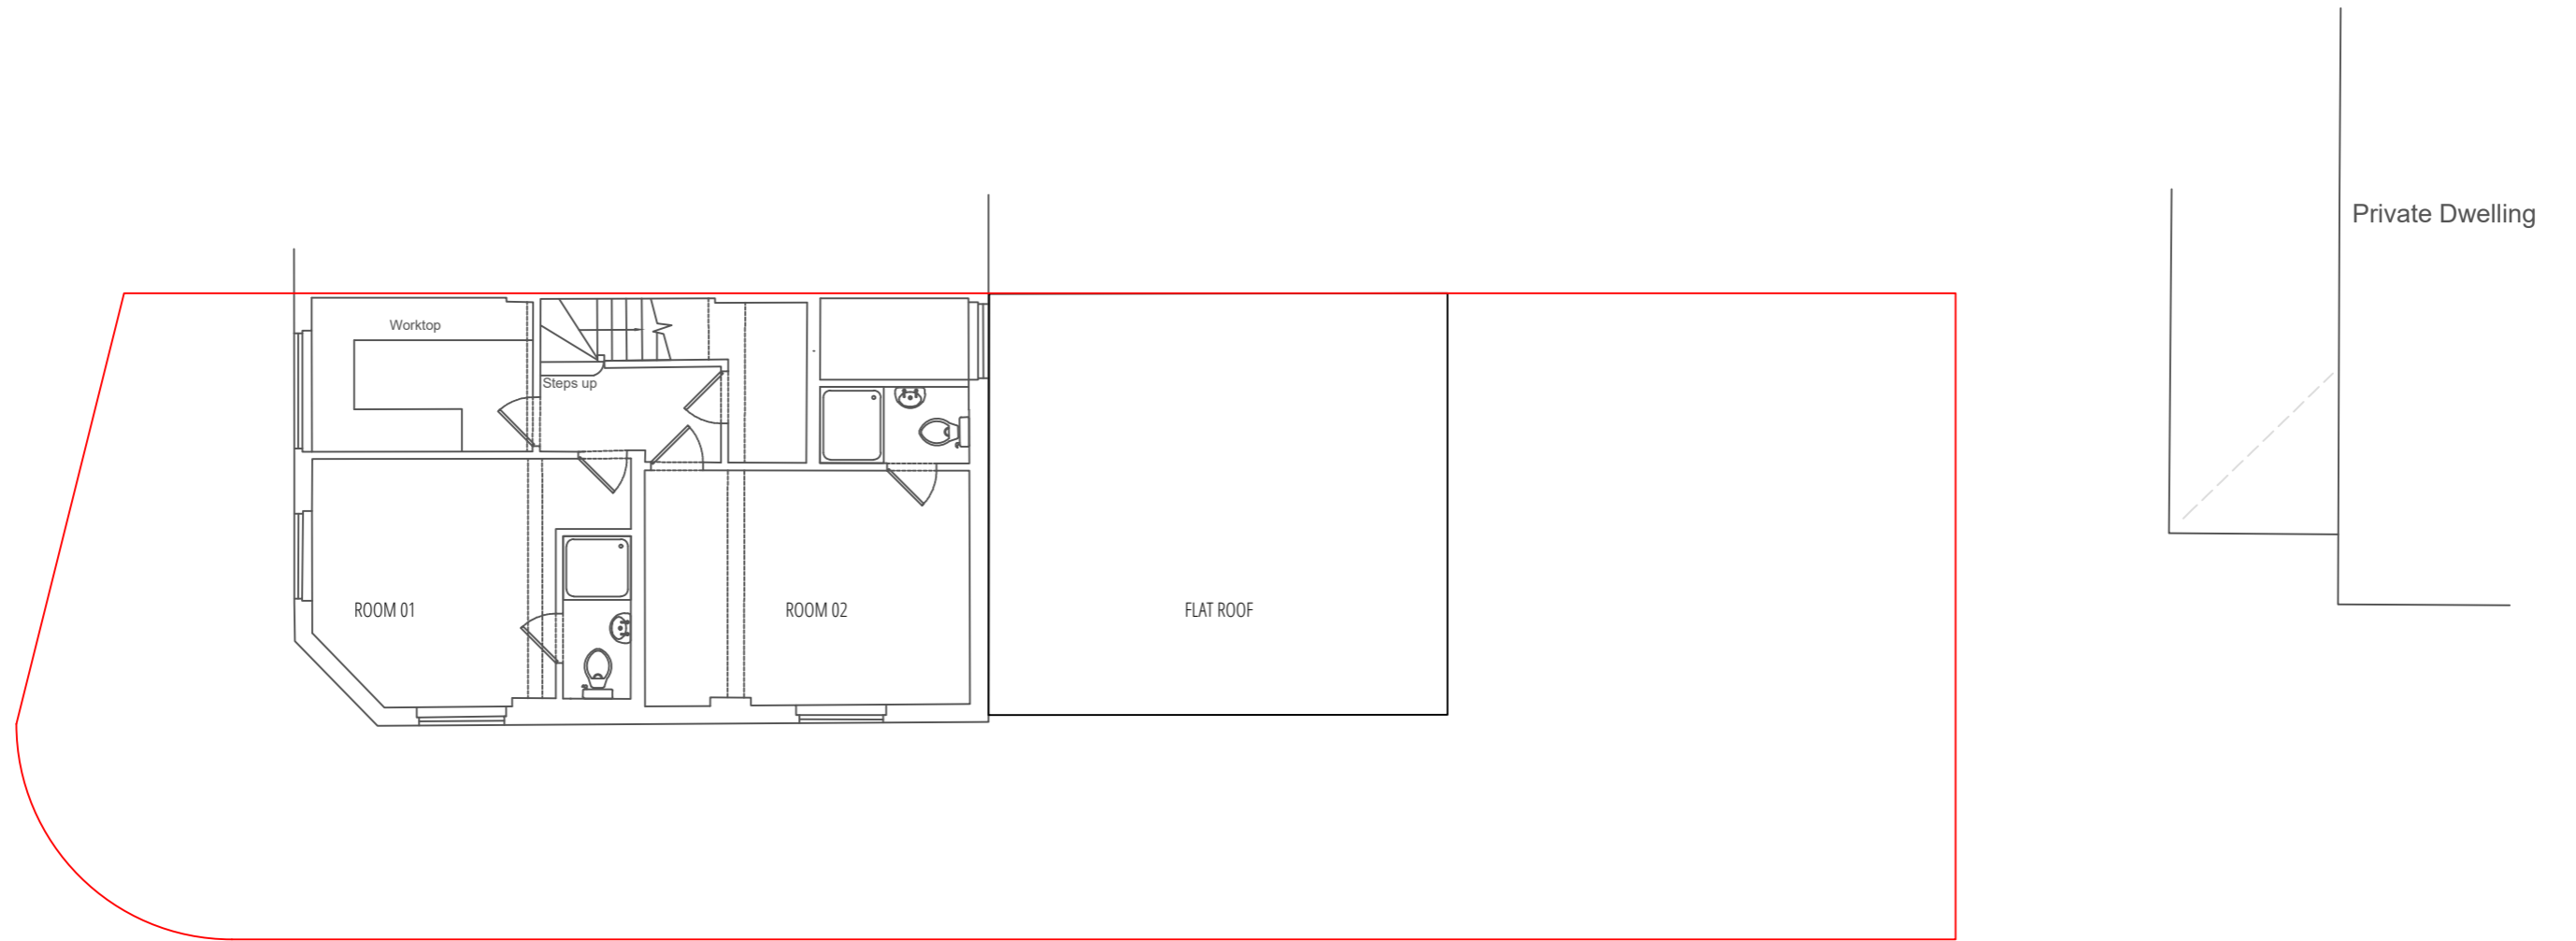 Private Dwelling
Worktop
Steps up
ROOM 01
ROOM 02
FLAT ROOF